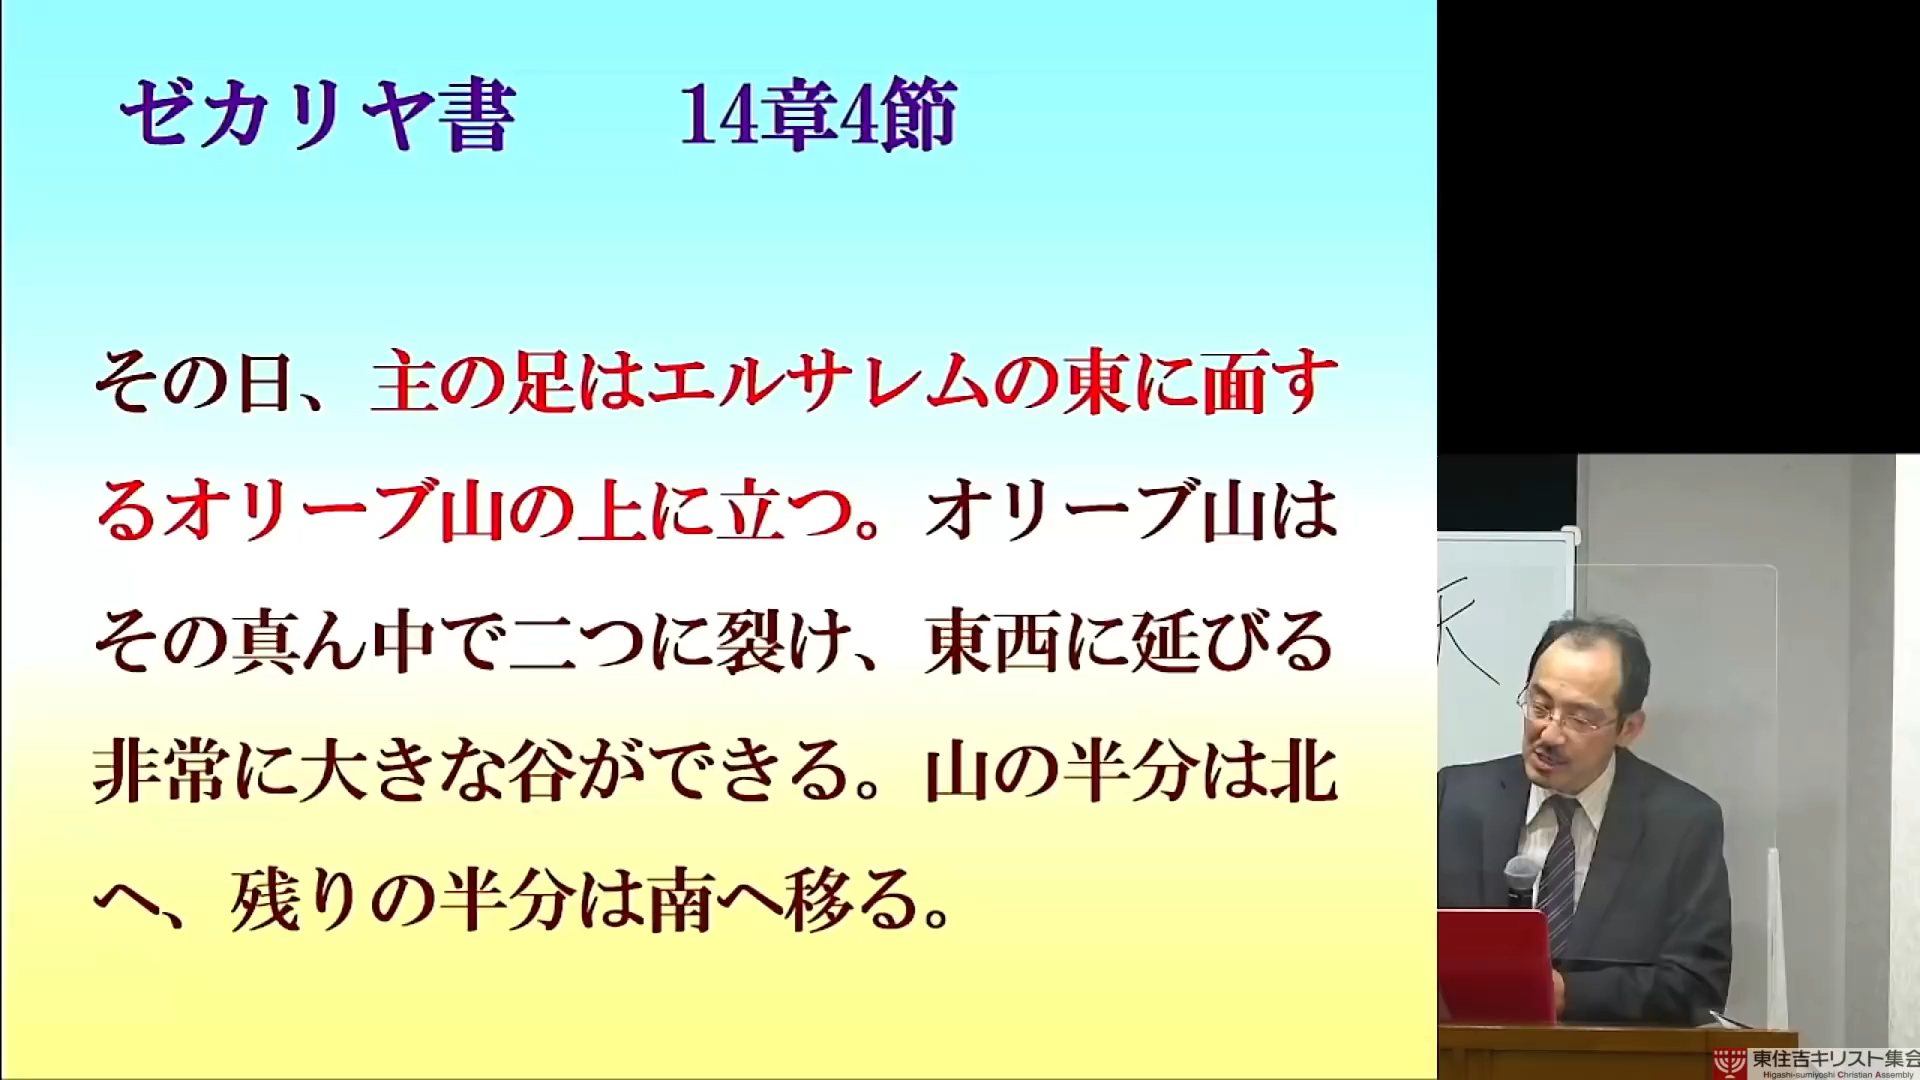 ゼカリヤ書　　14章4節
その日、主の足はエルサレムの東に面す
るオリーブ山の上に立つ。オリーブ山は
その真ん中で二つに裂け、東西に延びる
非常に大きな谷ができる。山の半分は北
へ、残りの半分は南へ移る。
東住吉キリスト集会
Higashi-sumiyoshi Christian Assembly